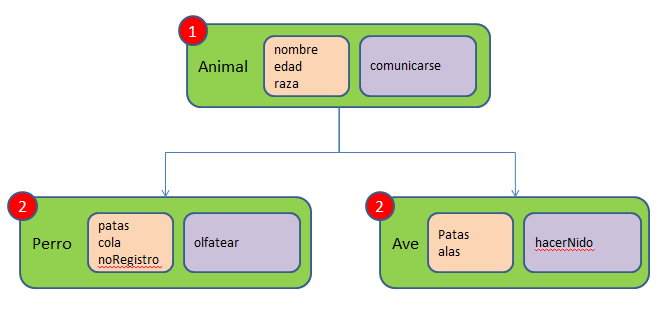 1
Animal
nombre
edad
raza
comunicarse
2
Perro
patas
cola
noRegistro
olfatear
2
Ave
Patas
alas
hacerNido